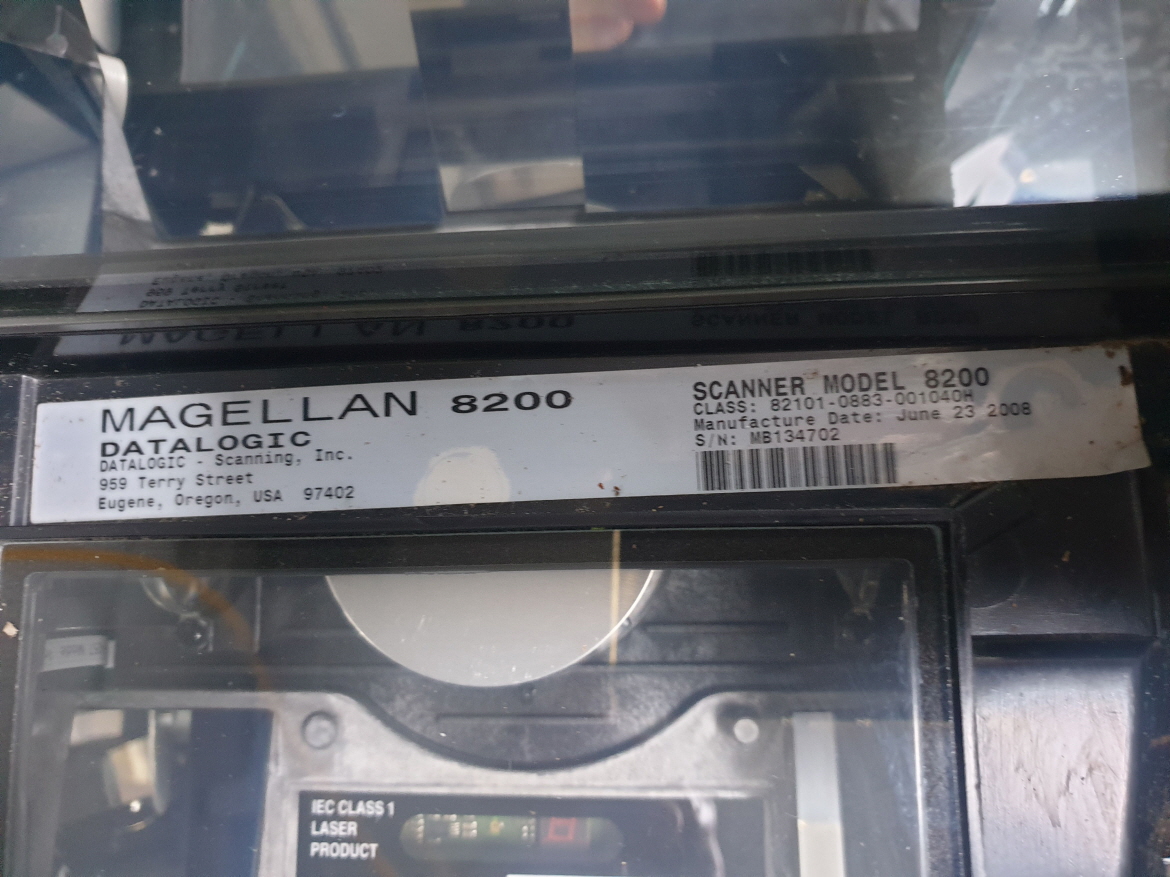 MAGELLAN 8200
DATALOGIC
DATALOGIC - Scanning, Inc.
959 Terry Street
Eugene, Oregon, USA 97402
SCANNER MODEL 8200
CLASS: 82101-0883-001040H
Manufacture Date: June 23 2008
S/N: MB134702
IEC CLASS 1
LASER
PRODUCT